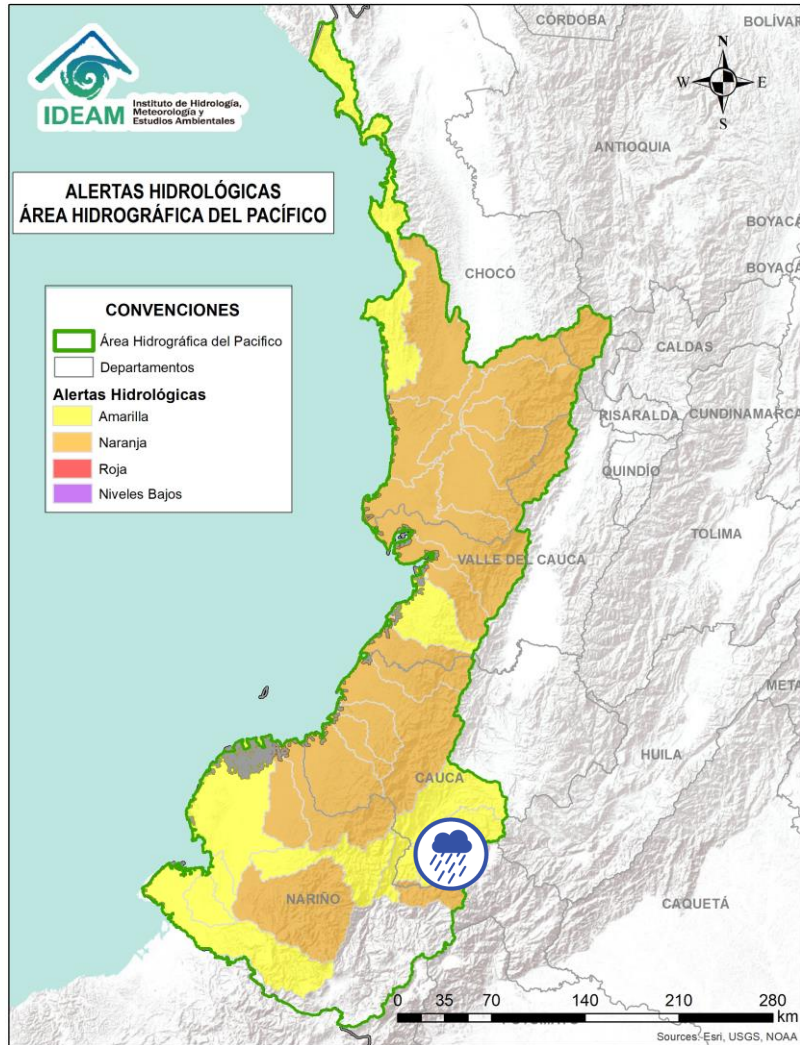 IDEAM
Instituto de Hidrología,
Meteorología y
Estudios Ambientales
ALERTAS HIDROLÓGICAS
ÁREA HIDROGRÁFICA DEL PACÍFICO
CONVENCIONES
Área Hidrográfica del Pacifico
Departamentos
Alertas Hidrológicas
Amarilla
Naranja
Roja
Niveles Bajos
N
W
E
S
CÓRDOBA
BOLÍVAR
ANTIOQUIA
BOYACÁ
CHOCÓ
BOYACÁ
CALDAS
RISARALDA
CUNDINAMARCA
QUINDÍO
TOLIMA
VALLE DEL CAUCA
META
HUILA
CAUCA
NARIÑO
CAQUETÁ
0 35 70 140 210 280
km
Sources: Esri, USGS, NOAA